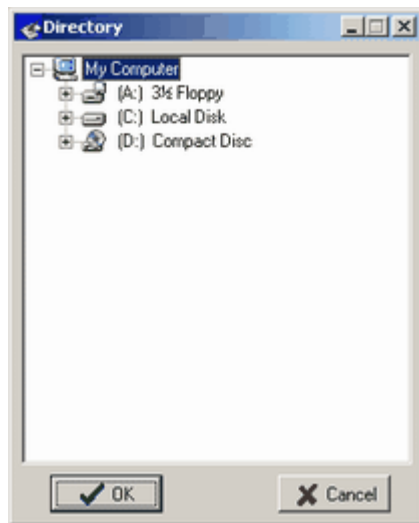 Directory
My Computer
(A:) 3½ Floppy
(C:) Local Disk
(D:) Compact Disc
OK
Cancel